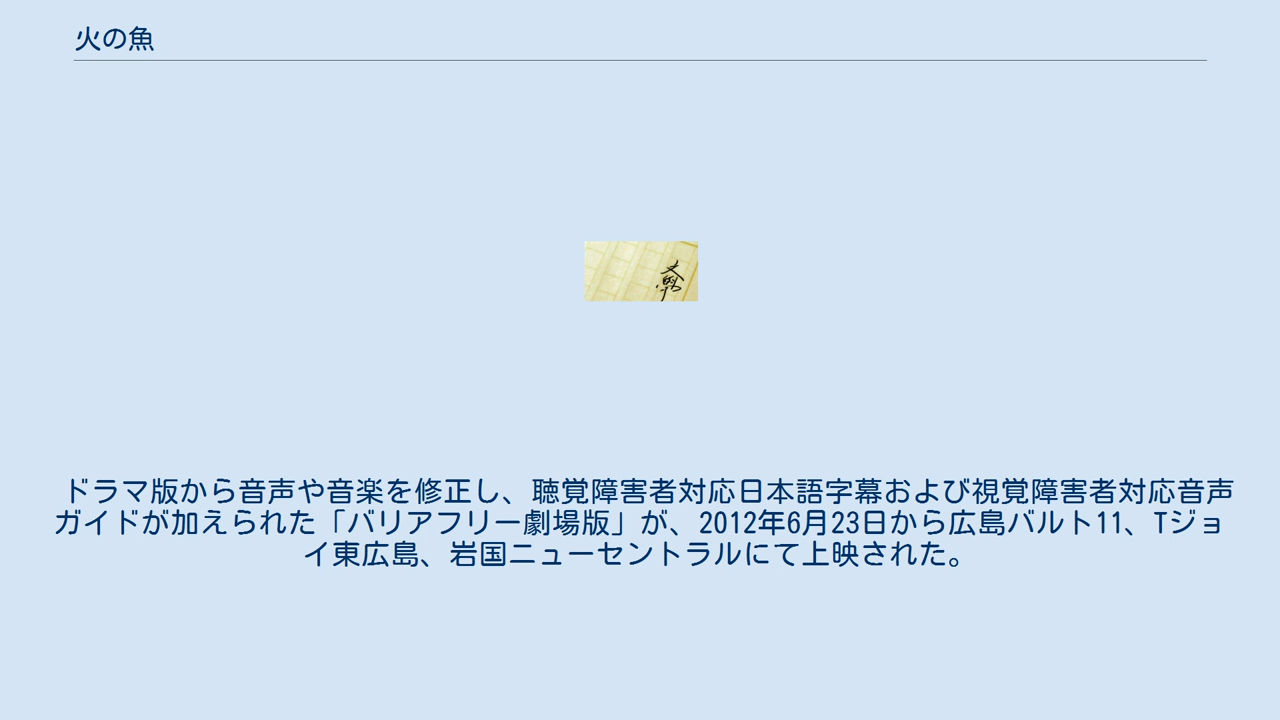 火の魚
ドラマ版から音声や音楽を修正し、聴覚障害者対応日本語字幕および視覚障害者対応音声
ガイドが加えられた「バリアフリー劇場版」が、2012年6月23日から広島バルト11、Tジョ
イ東広島、岩国ニューセントラルにて上映された。